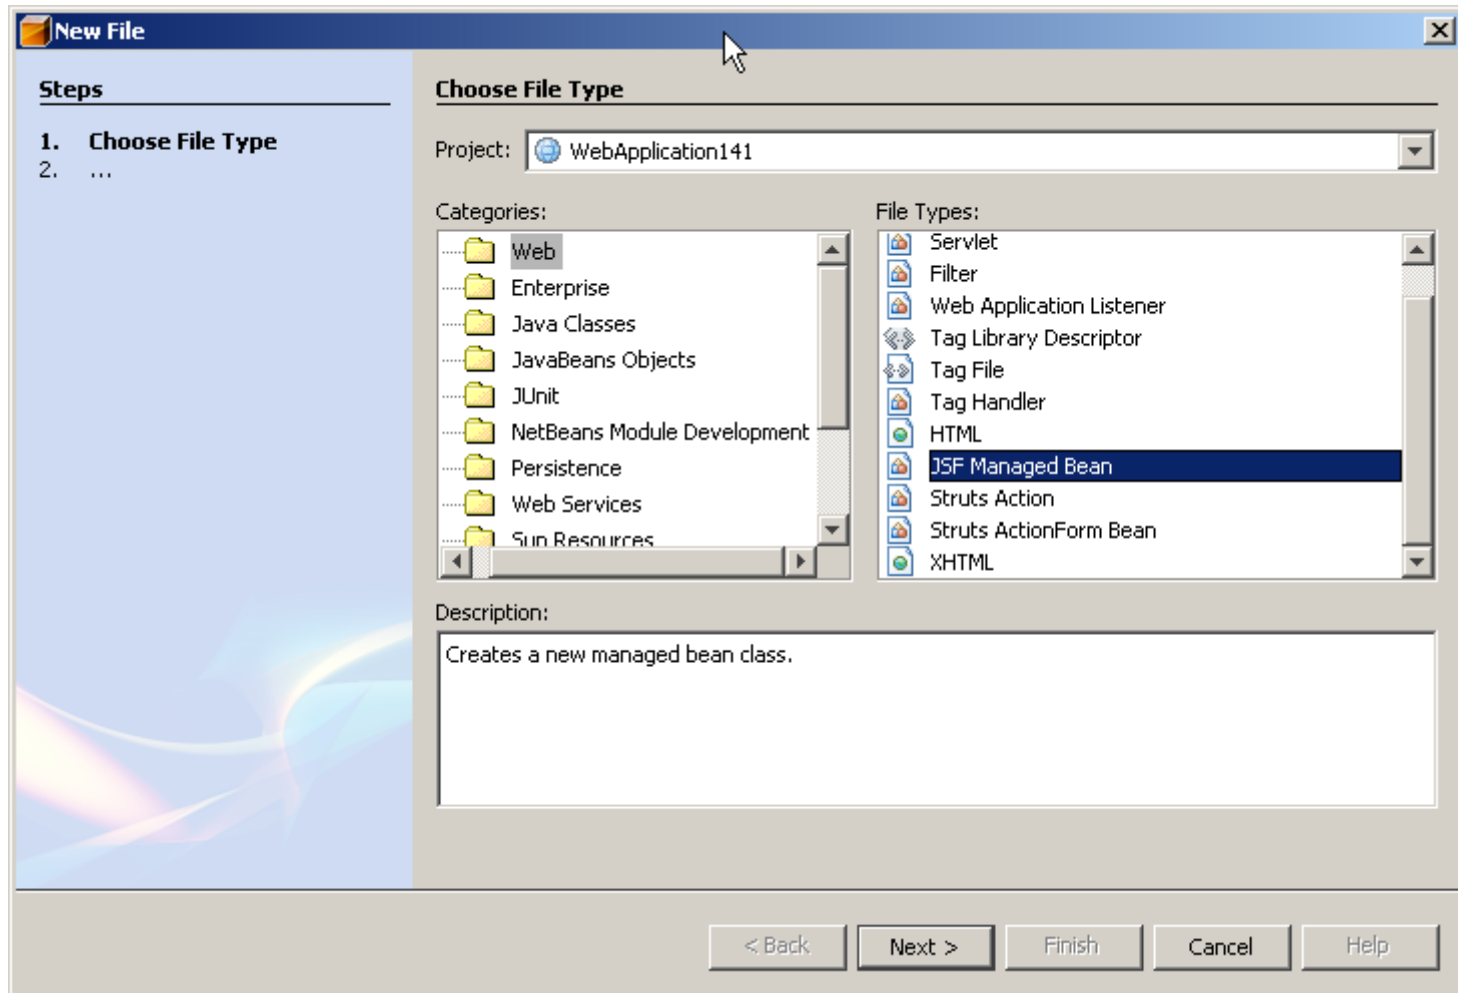 New File
Steps
1. Choose File Type
2. ...
Choose File Type
Project: WebApplication141
Categories:
Web
Enterprise
Java Classes
JavaBeans Objects
JUnit
NetBeans Module Development
Persistence
Web Services
Sun Resources
File Types:
Servlet
Filter
Web Application Listener
Tag Library Descriptor
Tag File
Tag Handler
HTML
JSF Managed Bean
Struts Action
Struts ActionForm Bean
XHTML
Description:
Creates a new managed bean class.
< Back Next > Finish Cancel Help